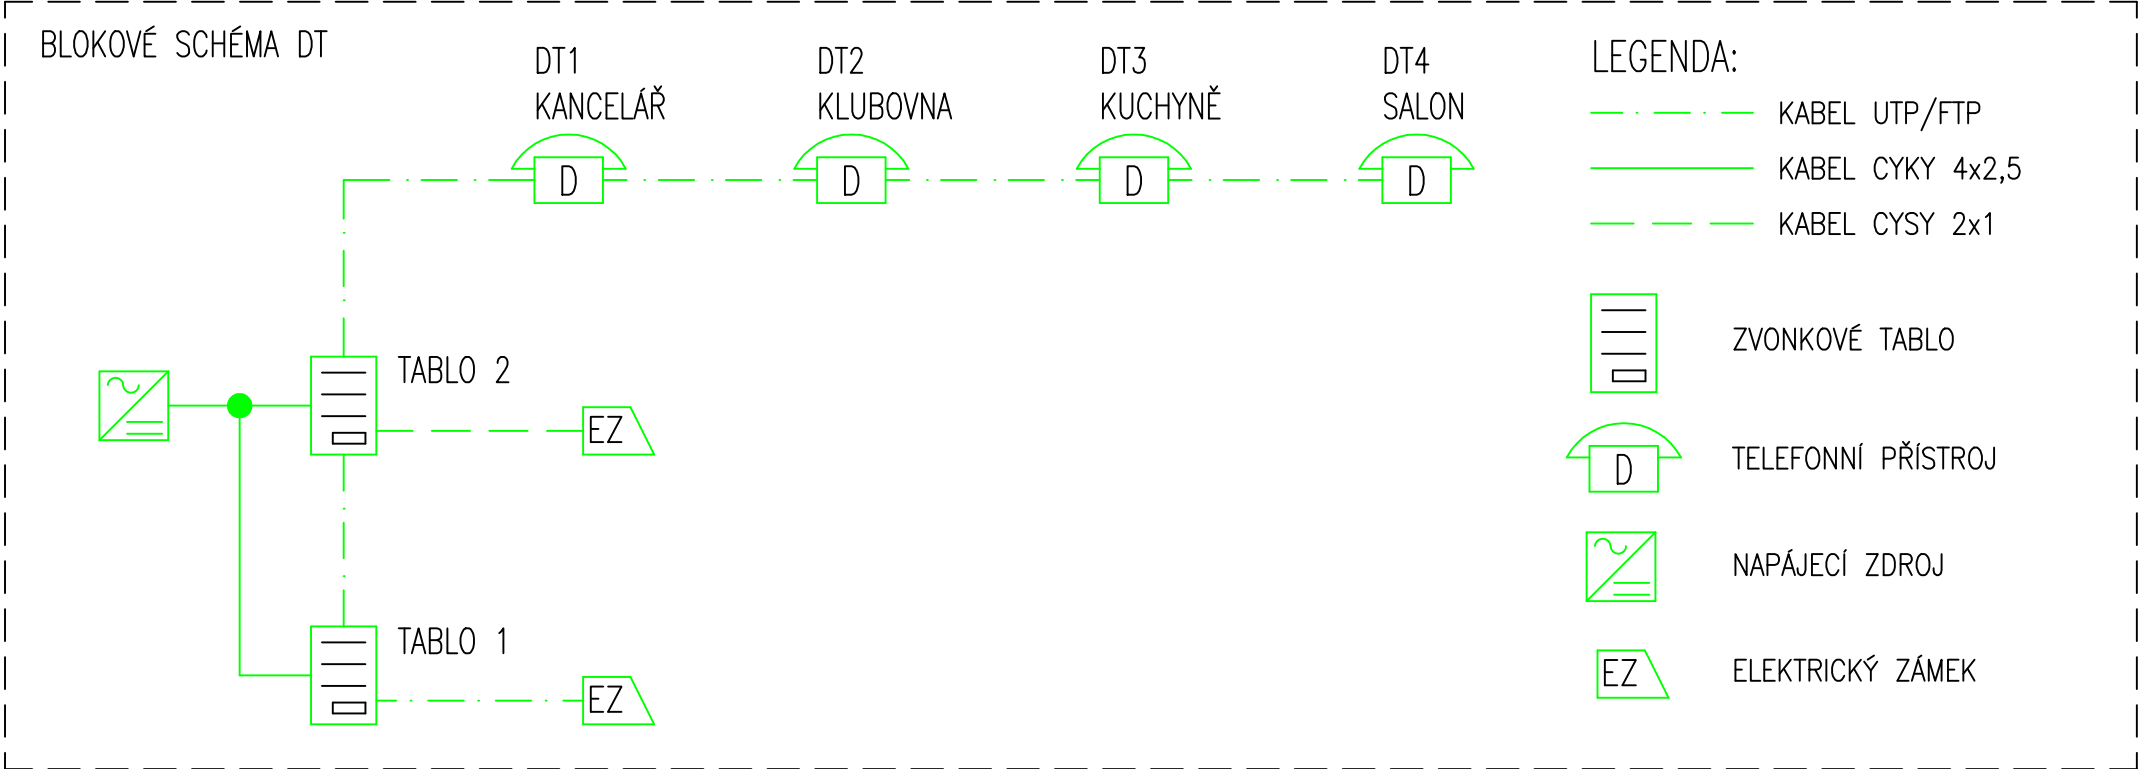 BLOKOVÉ SCHÉMA DT
DT1
KANCELÁŘ
DT2
KLUBOVNA
DT3
KUCHYNĚ
DT4
SALON
D
D
D
D
TABLO 2
EZ
TABLO 1
EZ
LEGENDA:
KABEL UTP/FTP
KABEL CYKY 4x2,5
KABEL CYSY 2x1
ZVONKOVÉ TABLO
D
TELEFONNÍ PŘÍSTROJ
NAPÁJECÍ ZDROJ
EZ
ELEKTRICKÝ ZÁMEK